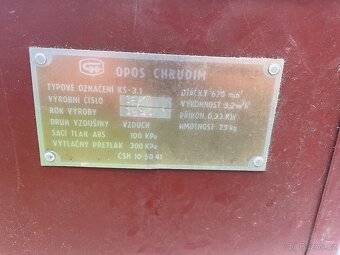 OPOS CHRUDIM
TYPOVÉ OZNAČENÍ KS-3.1
VÝROBNÍ ČÍSLO
ROK VÝROBY
DRUH VZDUŠINY VZDUCH
SACÍ TLAK ABS 100 KPa
VÝTLAČNÝ PŘETLAK 300 KPa
ČSN 10 50 41
OTÁČKY 620 min⁻¹
VÝKONNOST 3,2
PŘÍKON 0,33 KW
HMOTNOST 25 kg